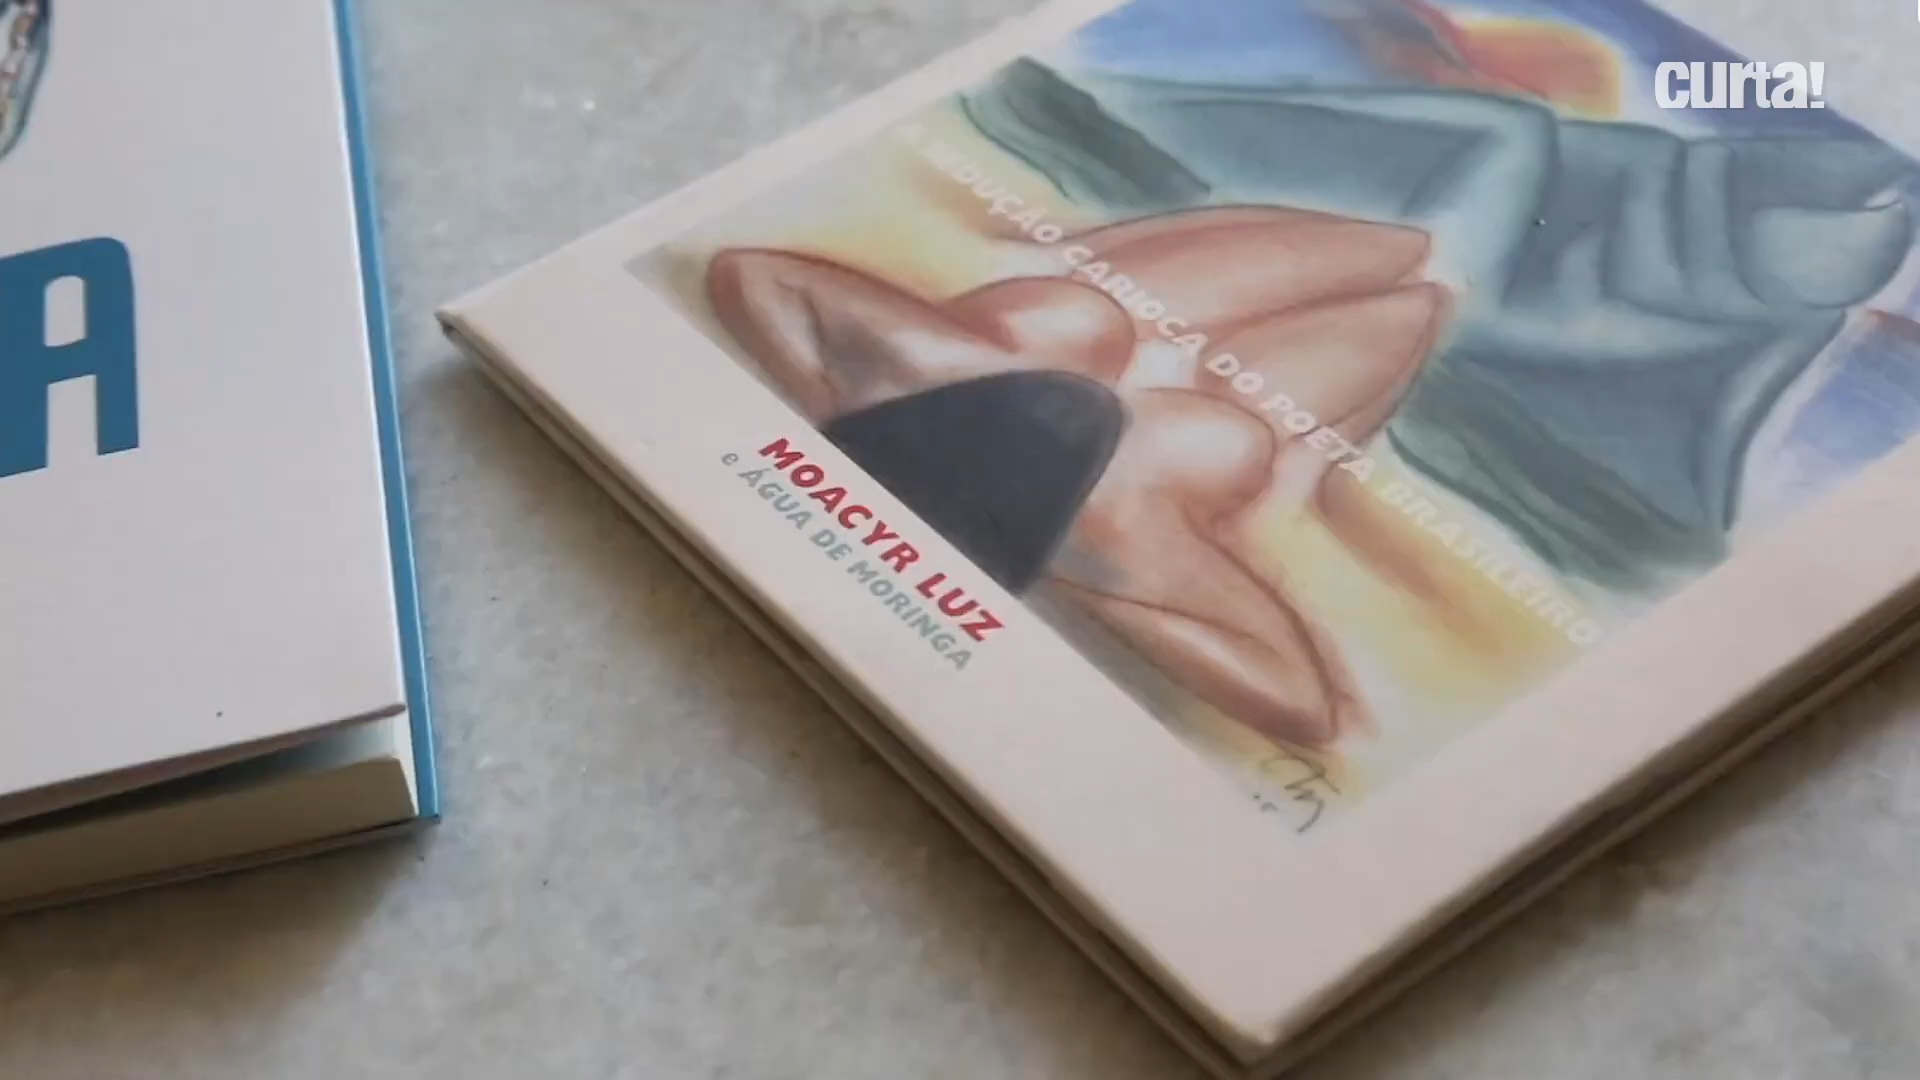 curta!
A SEDUÇÃO CARIOCA DO POETA BRASILEIRO
MOACYR LUZ
e ÁGUA DE MORINGA
A